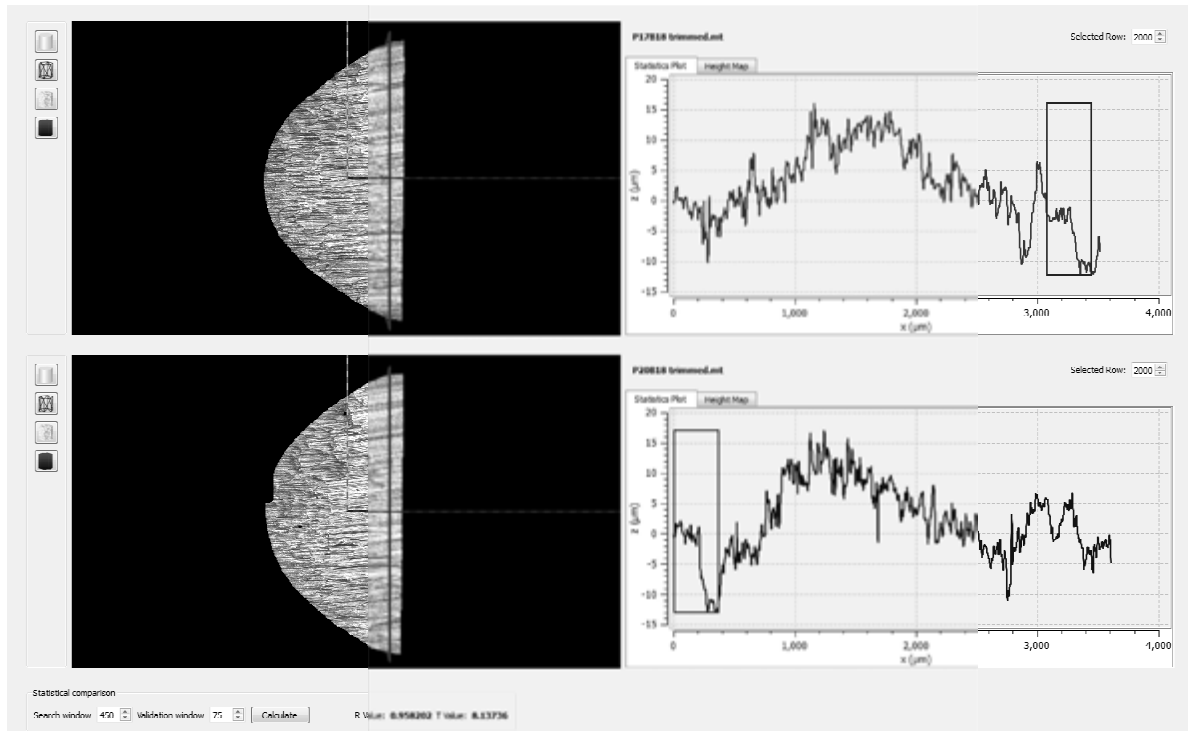 P17818 trimmed.mt Selected Row: 2000
Statistics Plot Height Map
20
15
10
5
0
-5
-10
-15
z (µm)
0 1,000 2,000 3,000 4,000
x (µm)
P20818 trimmed.mt Selected Row: 2000
Statistics Plot Height Map
20
15
10
5
0
-5
-10
-15
z (µm)
0 1,000 2,000 3,000 4,000
x (µm)
Statistical comparison
Search window 450 Validation window 75 Calculate R Value: 0.958202 T Value: 8.13736